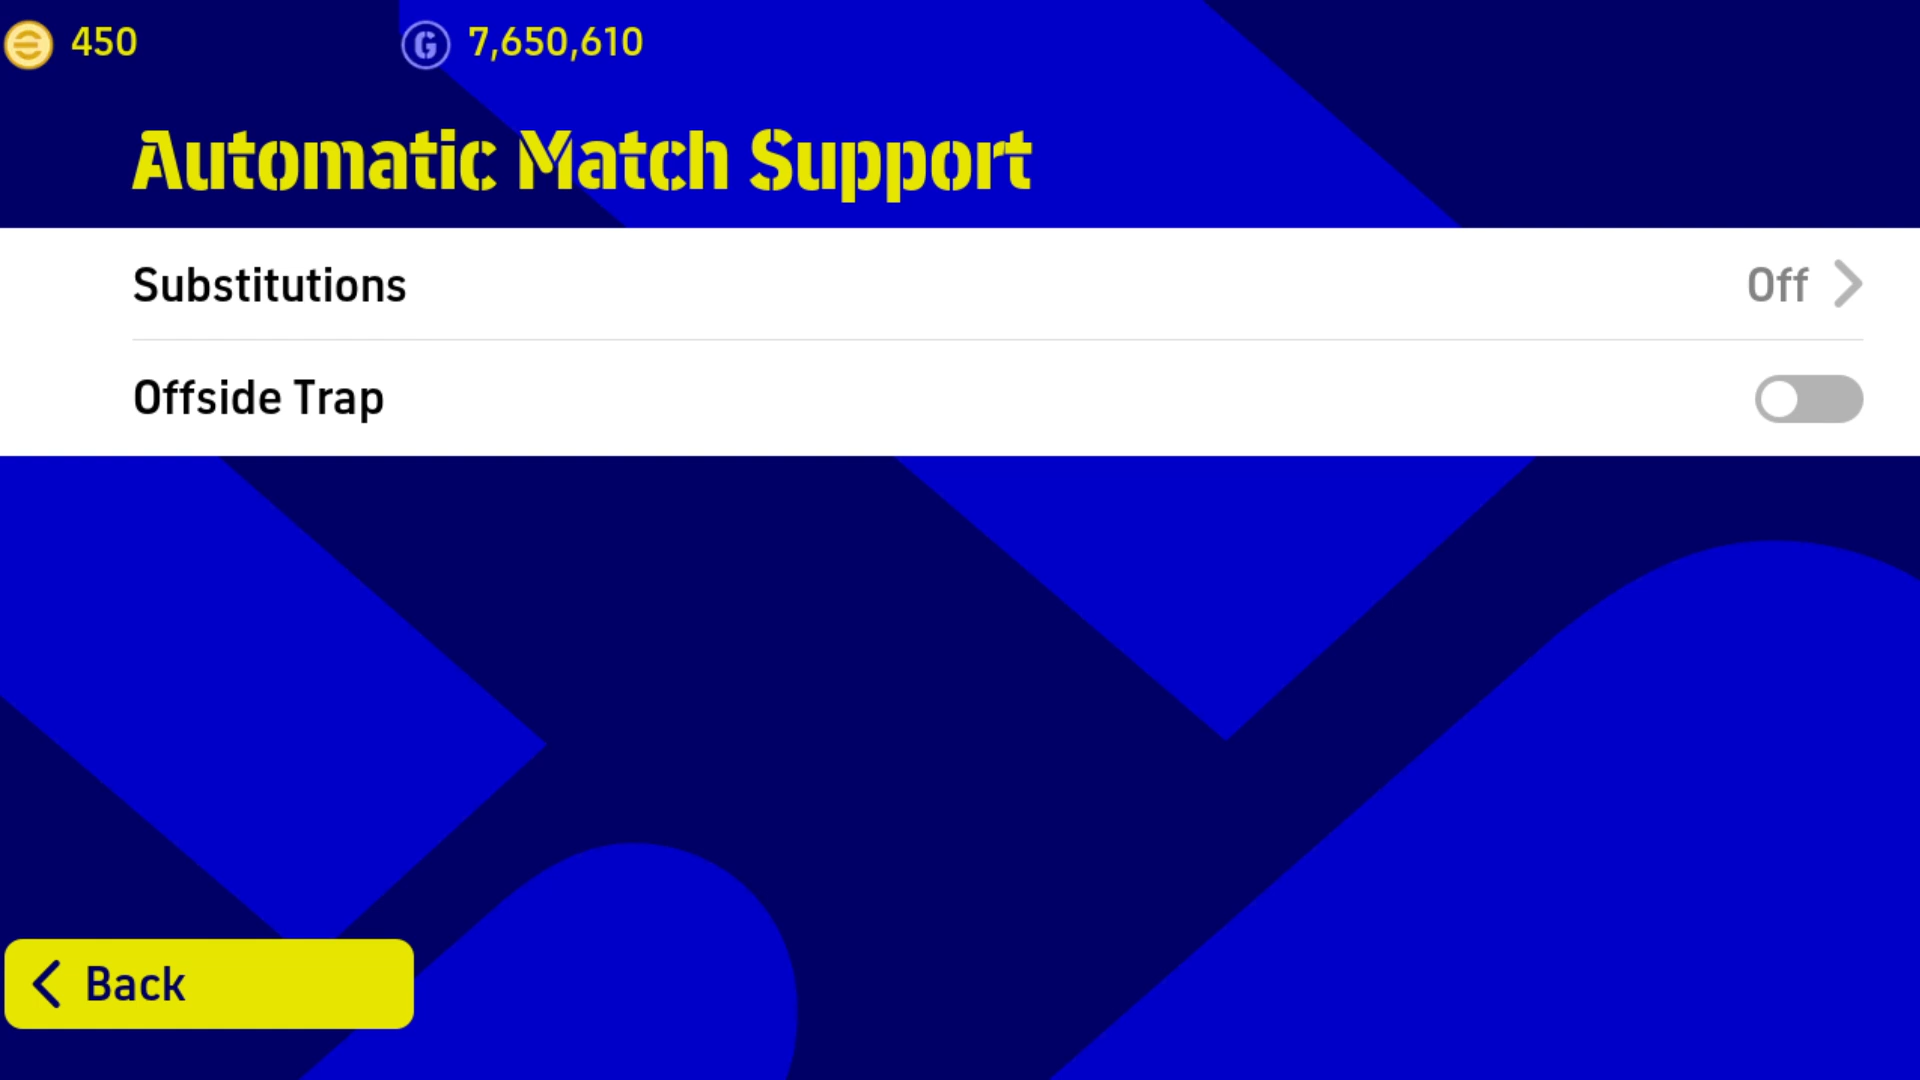 450
G 7,650,610
Automatic Match Support
Substitutions Off
Offside Trap
Back